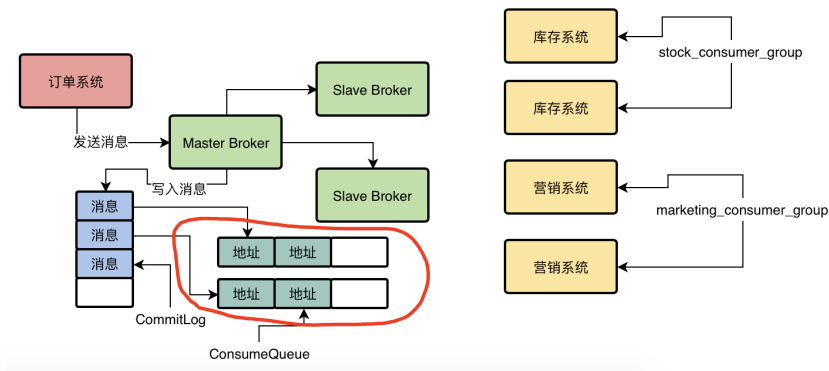 订单系统
发送消息
Master Broker
Slave Broker
Slave Broker
写入消息
消息
消息
消息
地址
地址
地址
地址
CommitLog
ConsumeQueue
库存系统
库存系统
stock_consumer_group
营销系统
营销系统
marketing_consumer_group